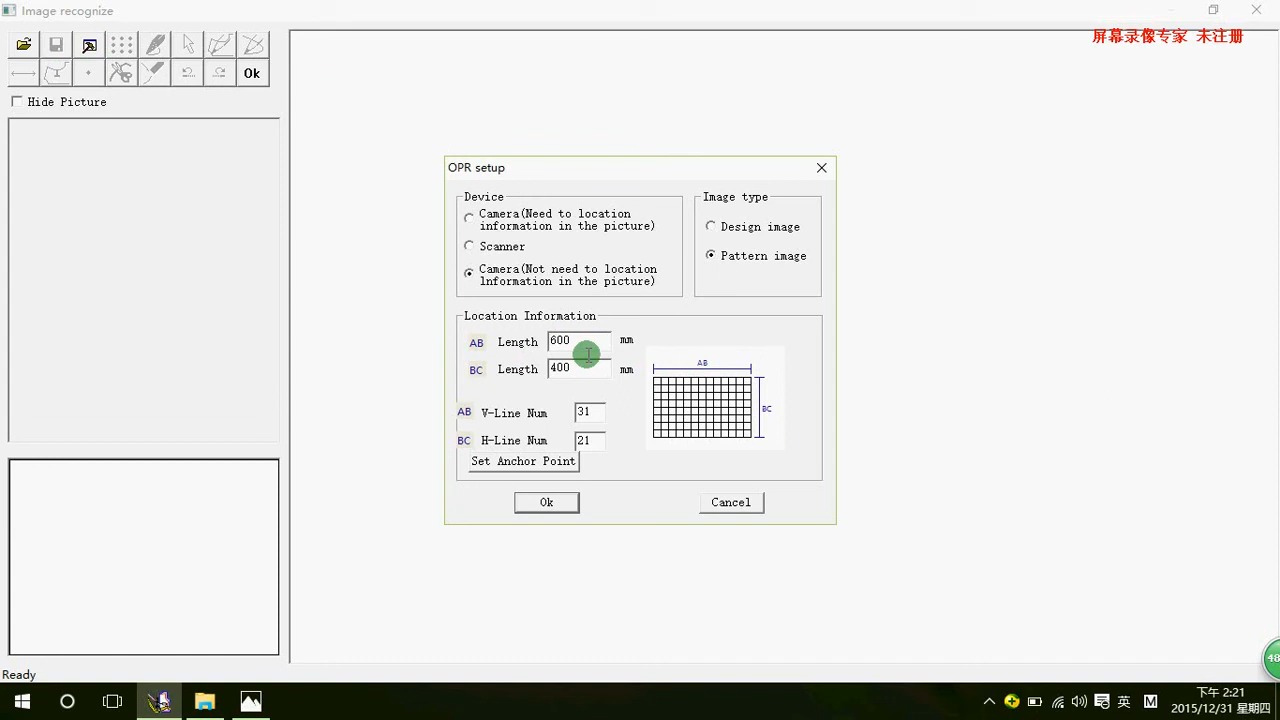 Image recognize
屏幕录像专家 未注册
Ok
Hide Picture
OPR setup
Device
Camera(Need to location
information in the picture)
Scanner
Camera(Not need to location
lnformation in the picture)
Image type
Design image
Pattern image
Location Information
AB Length 600 mm
BC Length 400 mm
AB V-Line Num 31
BC H-Line Num 21
AB
BC
Set Anchor Point
Ok
Cancel
48
Ready
英
M
下午 2:21
2015/12/31 星期四